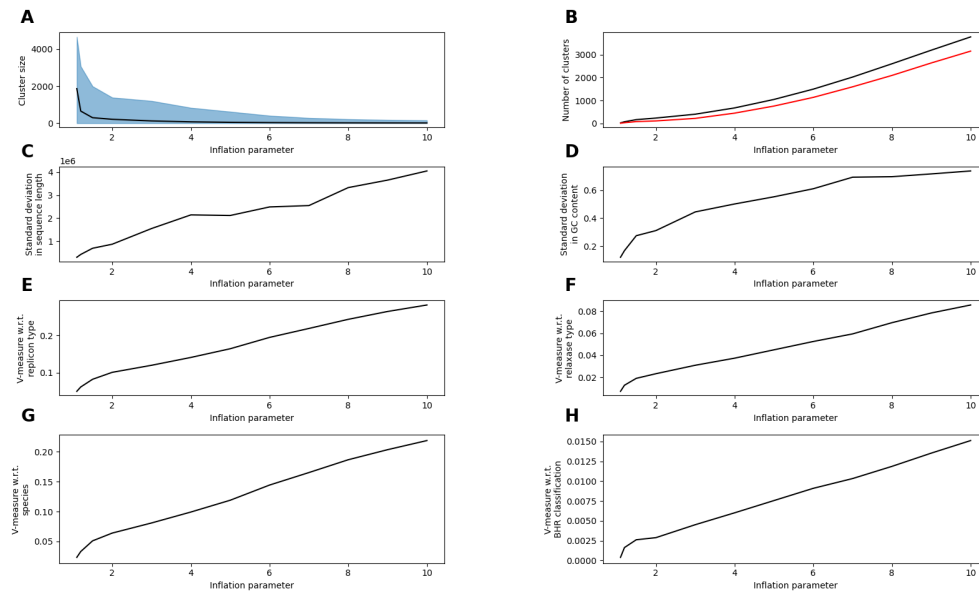 A
Cluster size
4000
2000
0
2 4 6 8 10
Inflation parameter
B
Number of clusters
3000
2000
1000
0
2 4 6 8 10
Inflation parameter
C
1e6
Standard deviation
in sequence length
4
3
2
1
2 4 6 8 10
Inflation parameter
D
Standard deviation
in GC content
0.6
0.4
0.2
2 4 6 8 10
Inflation parameter
E
V-measure w.r.t.
replicon type
0.2
0.1
2 4 6 8 10
Inflation parameter
F
V-measure w.r.t.
relaxase type
0.08
0.06
0.04
0.02
2 4 6 8 10
Inflation parameter
G
V-measure w.r.t.
species
0.20
0.15
0.10
0.05
2 4 6 8 10
Inflation parameter
H
V-measure w.r.t.
BHR classification
0.0150
0.0125
0.0100
0.0075
0.0050
0.0025
0.0000
2 4 6 8 10
Inflation parameter